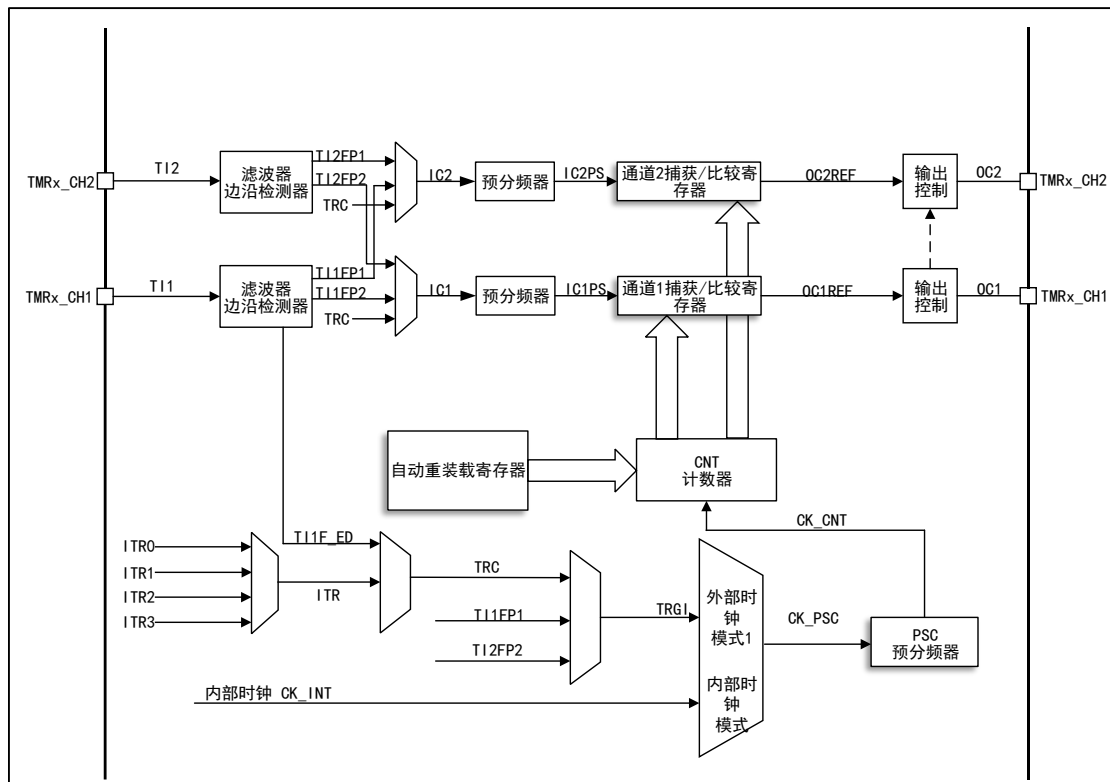 TI2
TMRx_CH2
滤波器
边沿检测器
TI2FP1
TI2FP2
TRC
IC2
预分频器
IC2PS
通道2捕获/比较寄
存器
OC2REF
输出
控制
OC2
TMRx_CH2
TI1
TMRx_CH1
滤波器
边沿检测器
TI1FP1
TI1FP2
TRC
IC1
预分频器
IC1PS
通道1捕获/比较寄
存器
OC1REF
输出
控制
OC1
TMRx_CH1
自动重装载寄存器
CNT
计数器
CK_CNT
TI1F_ED
ITR0
ITR1
ITR2
ITR3
ITR
TRC
TI1FP1
TI2FP2
TRGI
外部时
钟
模式1
内部时
钟
模式
CK_PSC
PSC
预分频器
内部时钟 CK_INT